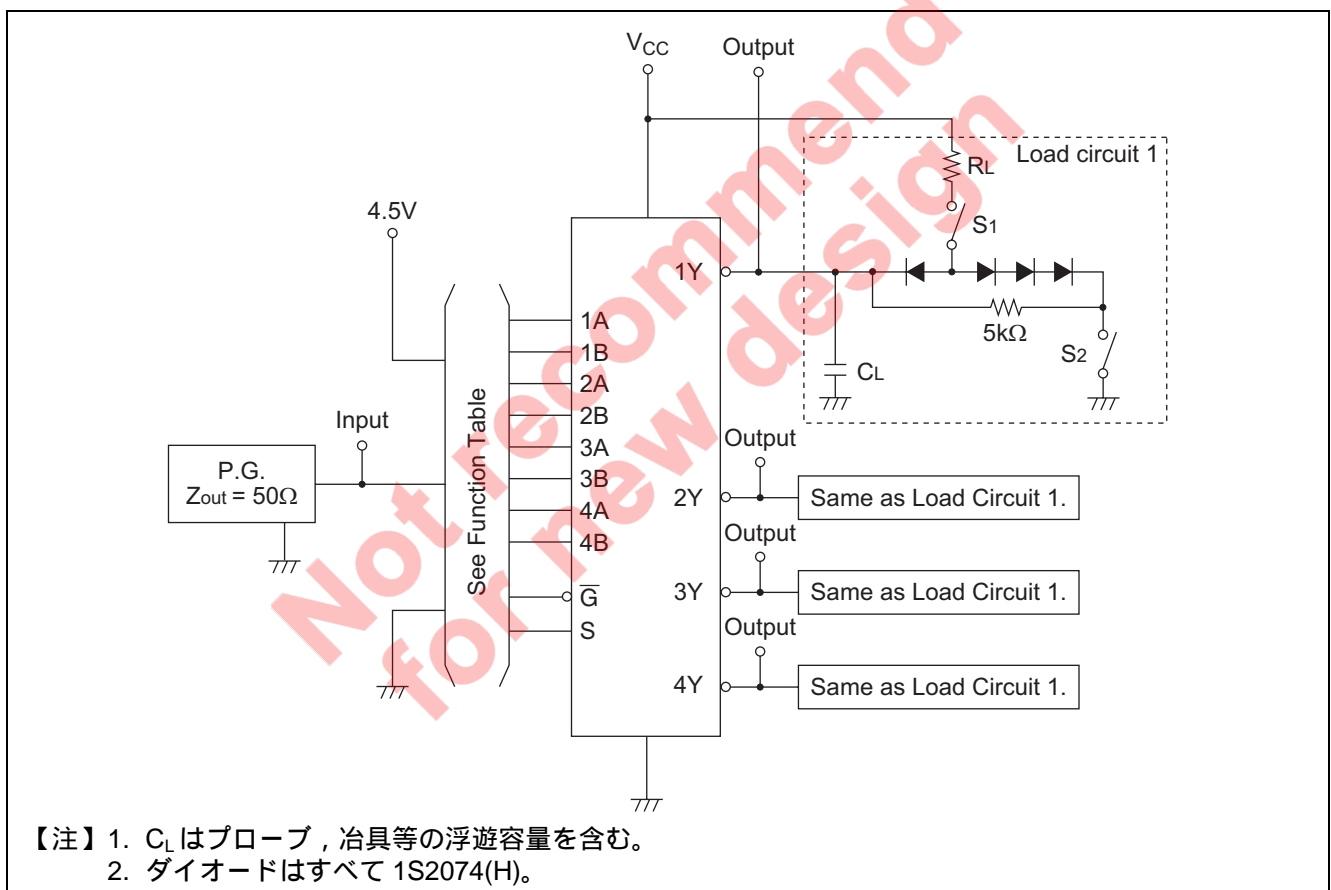 Not recommend
for new design
VCC
Output
Load circuit 1
RL
S1
4.5V
1Y
5kΩ
S2
CL
1A
1B
2A
2B
3A
3B
4A
4B
G
S
See Function Table
Input
P.G.
Zout = 50Ω
Output
2Y
Same as Load Circuit 1.
Output
3Y
Same as Load Circuit 1.
Output
4Y
Same as Load Circuit 1.
【注】1. CLはプローブ，冶具等の浮遊容量を含む。
2. ダイオードはすべて 1S2074(H)。